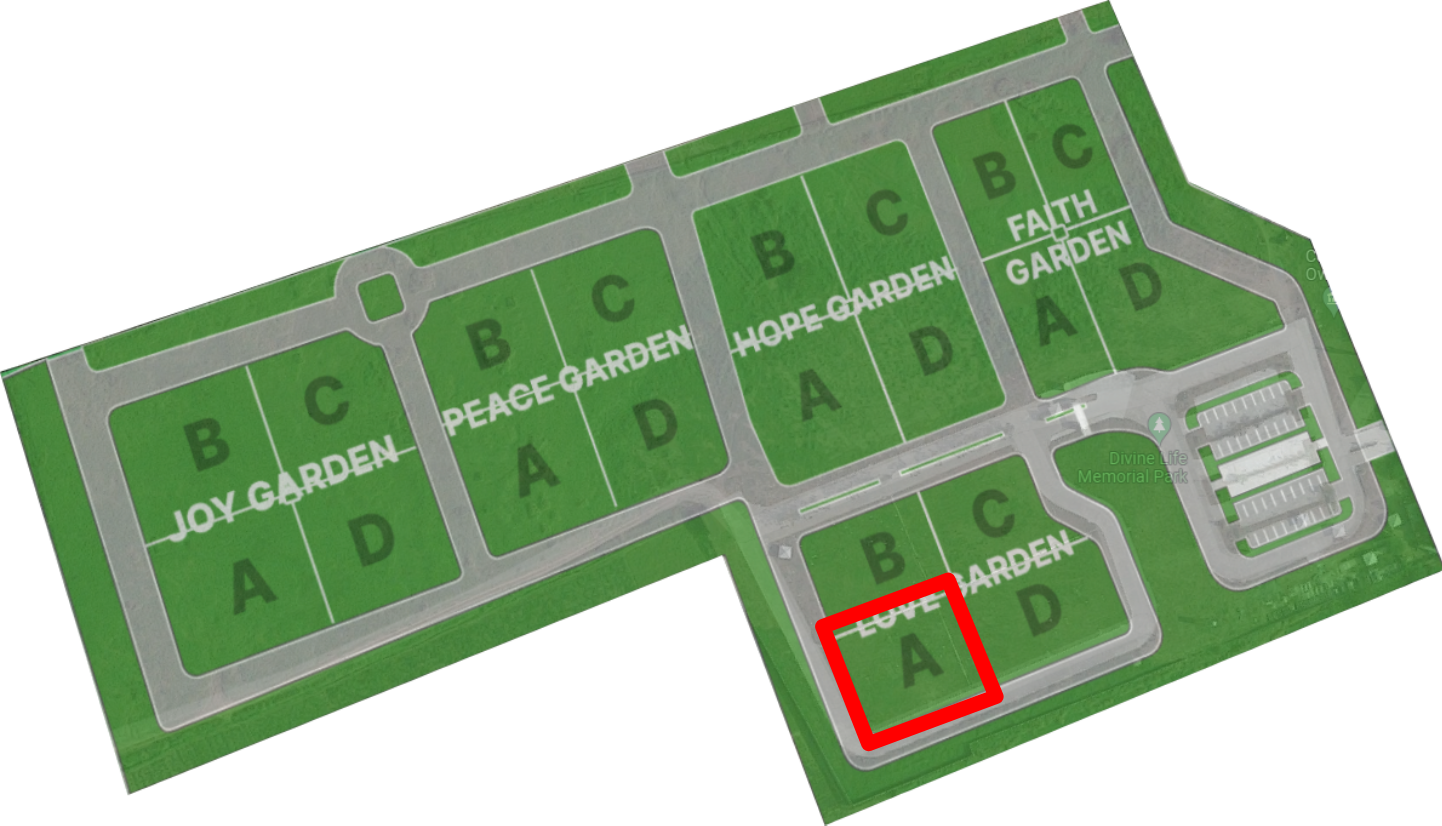 B C
FAITH
GARDEN
A D
B C
HOPE GARDEN
A D
B C
PEACE GARDEN
A D
B C
JOY GARDEN
A D
B C
LOVE GARDEN
A D
Divine Life
Memorial Park